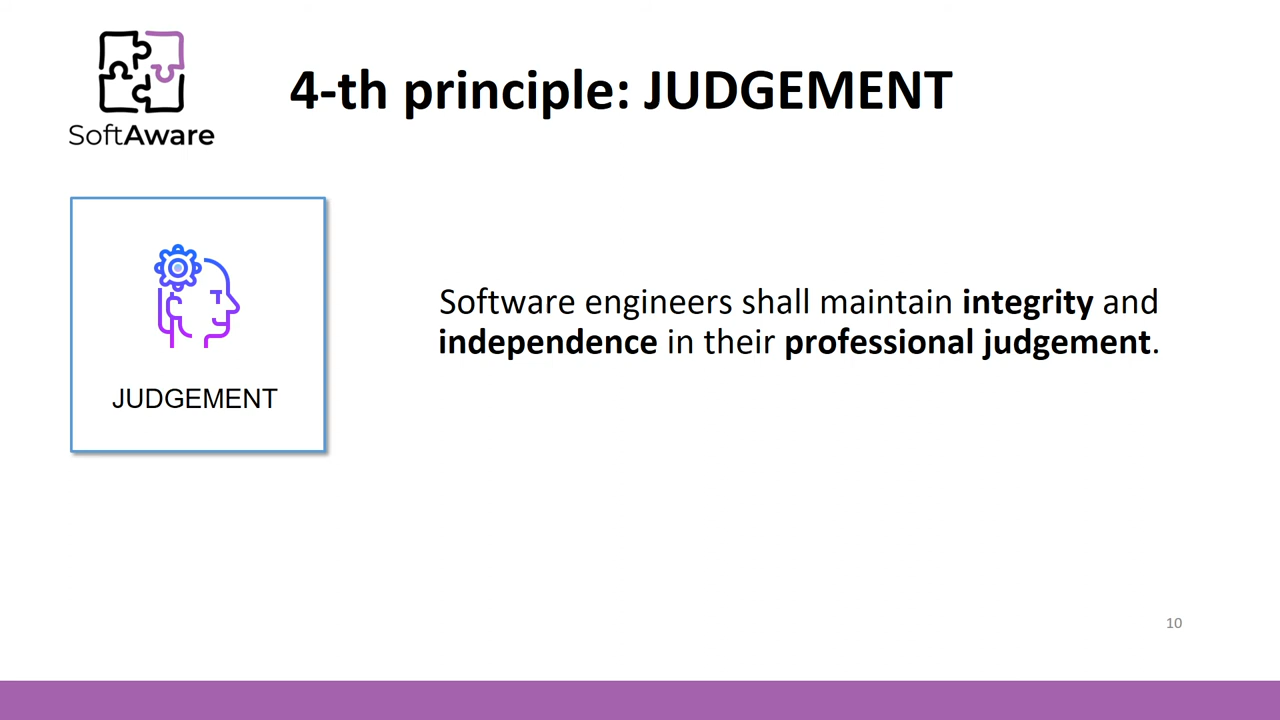 SoftAware
4-th principle: JUDGEMENT
JUDGEMENT
Software engineers shall maintain integrity and
independence in their professional judgement.
10